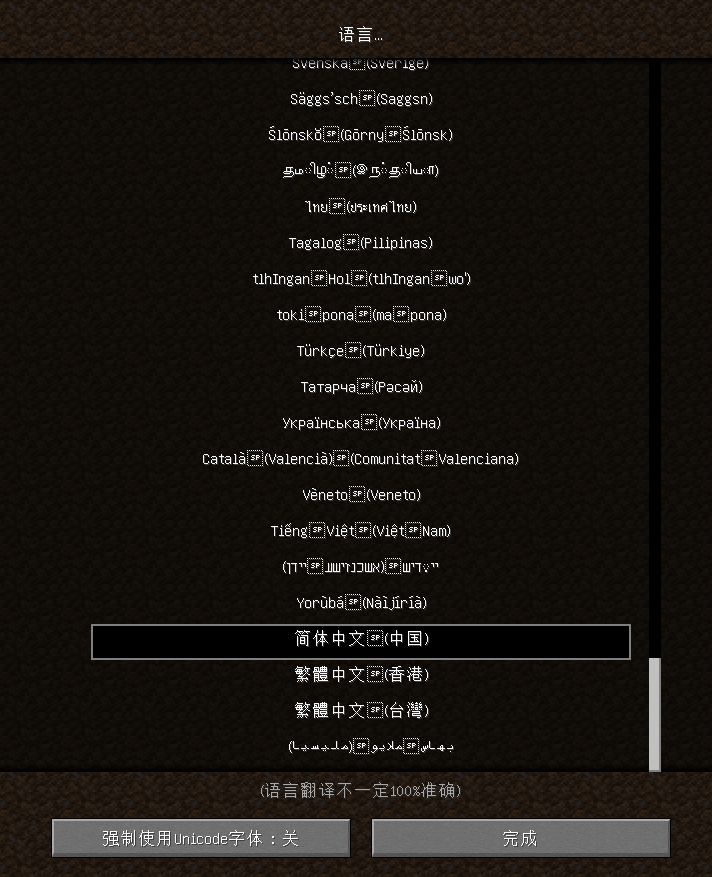 语言...
Svenska (Sverige)
Säggs'sch (Saggsn)
Ślōnskŏ (Gōrny Ślōnsk)
தமிழ் (இந்தியா)
ไทย (ประเทศไทย)
Tagalog (Pilipinas)
tlhIngan Hol (tlhIngan wo')
toki pona (ma pona)
Türkçe (Türkiye)
Татарча (Рәсәй)
Українська (Україна)
Català (Valencià) (Comunitat Valenciana)
Vèneto (Veneto)
Tiếng Việt (Việt Nam)
ייִדיש (אשכנזישע יידן)
Yorùbá (Nàìjíríà)
简体中文 (中国)
繁體中文 (香港)
繁體中文 (台灣)
بهاس ملايو (مليسيا)
(语言翻译不一定100%准确)
强制使用Unicode字体：关
完成